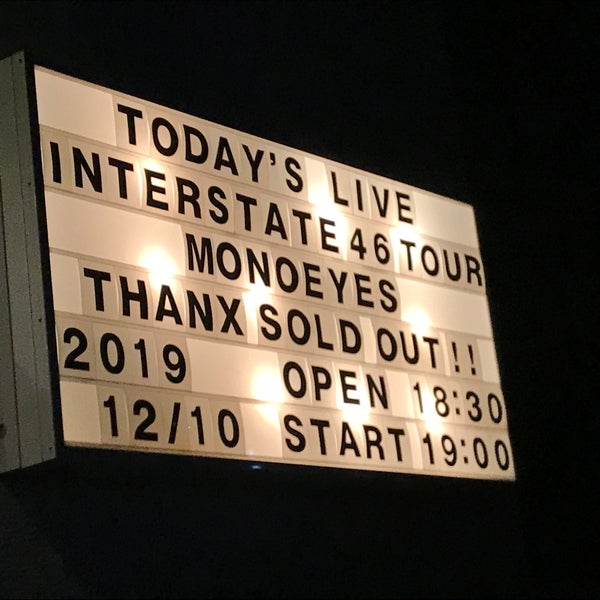 TODAY'S LIVE
INTERSTATE 46 TOUR
MONOEYES
THANX SOLD OUT!!
2019 OPEN 18:30
12/10 START 19:00